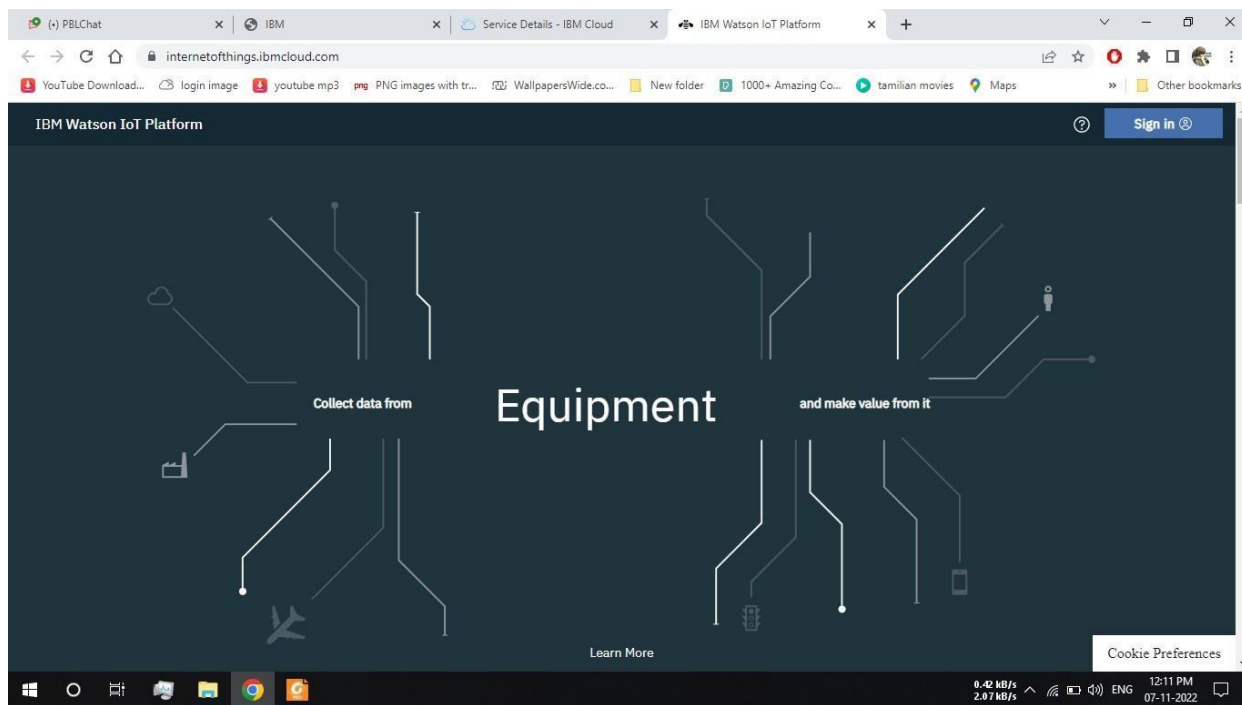 (•) PBLChat
IBM
Service Details - IBM Cloud
IBM Watson IoT Platform
internetofthings.ibmcloud.com
YouTube Download... login image youtube mp3 png PNG images with tr... WallpapersWide.co... New folder 1000+ Amazing Co... tamilian movies Maps » Other bookmarks
IBM Watson IoT Platform
Sign in
Collect data from Equipment and make value from it
Learn More
Cookie Preferences
0.42 kB/s
2.07 kB/s
ENG
12:11 PM
07-11-2022